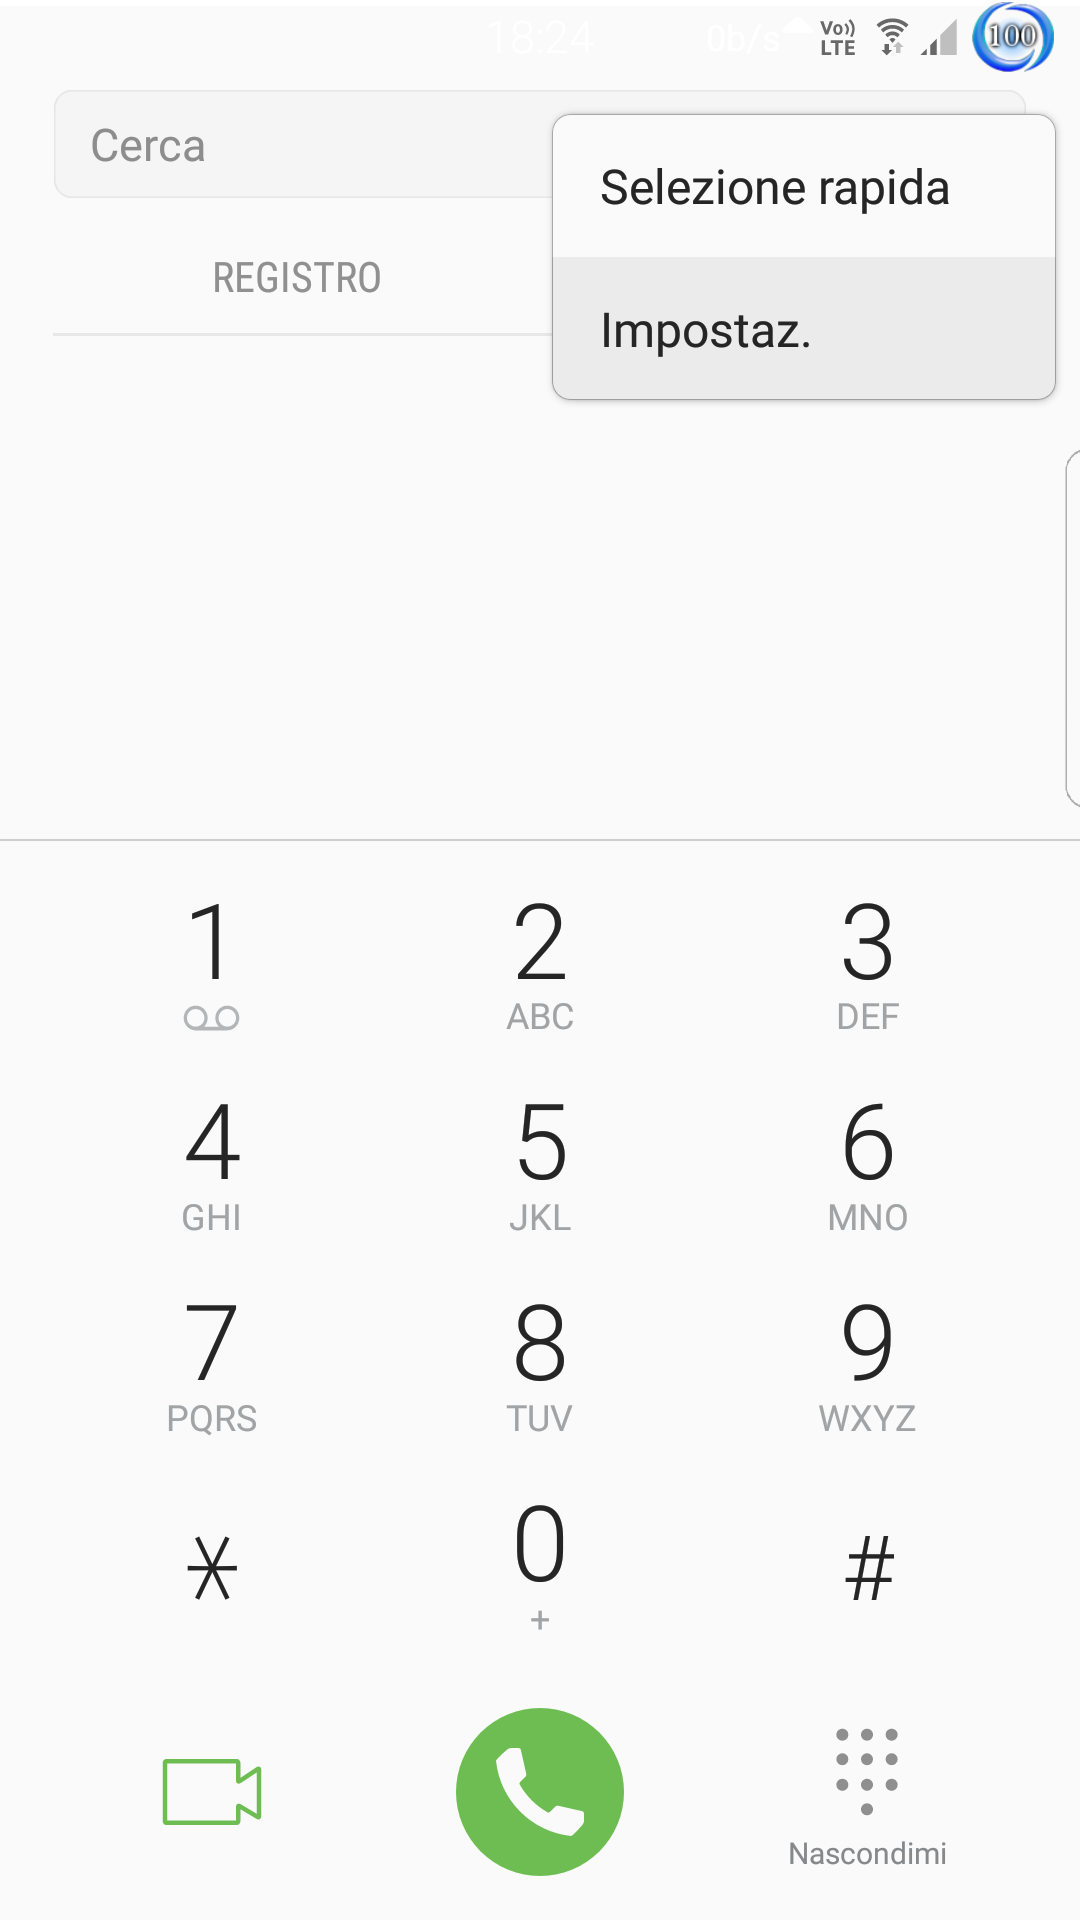 18:24 0b/s Vo)) LTE 100
Cerca
Selezione rapida
REGISTRO
Impostaz.
1 2 3
ABC DEF
4 5 6
GHI JKL MNO
7 8 9
PQRS TUV WXYZ
* 0 #
+
Nascondimi